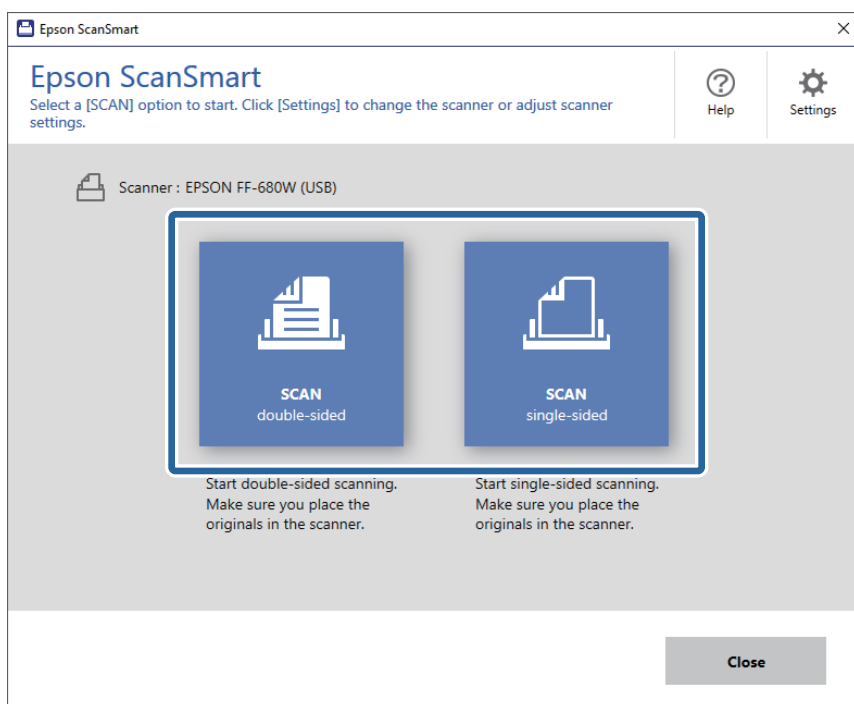 Epson ScanSmart
Epson ScanSmart
Select a [SCAN] option to start. Click [Settings] to change the scanner or adjust scanner
settings.
Help
Settings
Scanner : EPSON FF-680W (USB)
SCAN
double-sided
SCAN
single-sided
Start double-sided scanning.
Make sure you place the
originals in the scanner.
Start single-sided scanning.
Make sure you place the
originals in the scanner.
Close